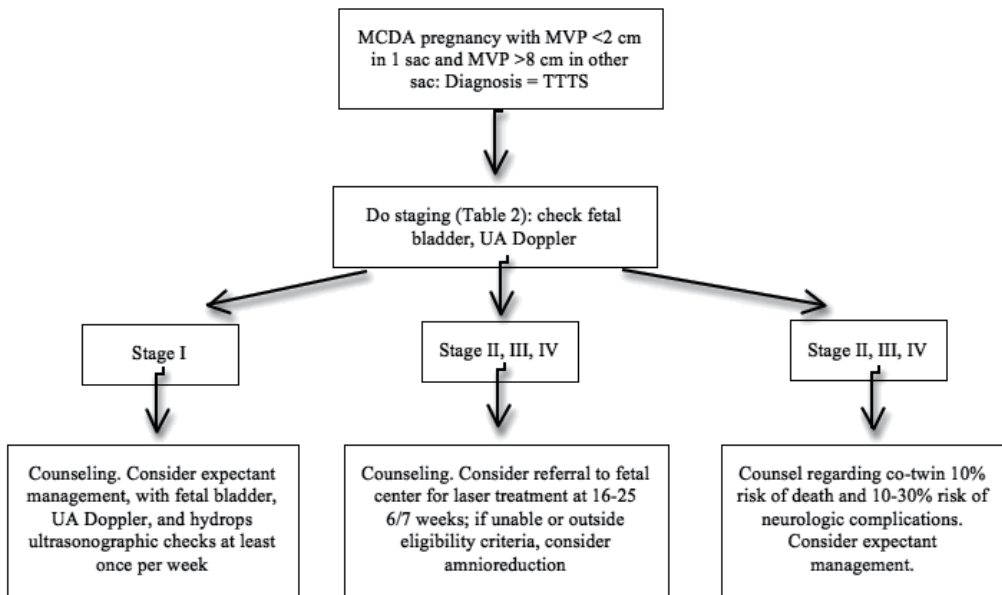 MCDA pregnancy with MVP <2 cm
in 1 sac and MVP >8 cm in other
sac: Diagnosis = TTTS
Do staging (Table 2): check fetal
bladder, UA Doppler
Stage I
Stage II, III, IV
Stage II, III, IV
Counseling. Consider expectant
management, with fetal bladder,
UA Doppler, and hydrops
ultrasonographic checks at least
once per week
Counseling. Consider referral to fetal
center for laser treatment at 16-25
6/7 weeks; if unable or outside
eligibility criteria, consider
amnioreduction
Counsel regarding co-twin 10%
risk of death and 10-30% risk of
neurologic complications.
Consider expectant
management.